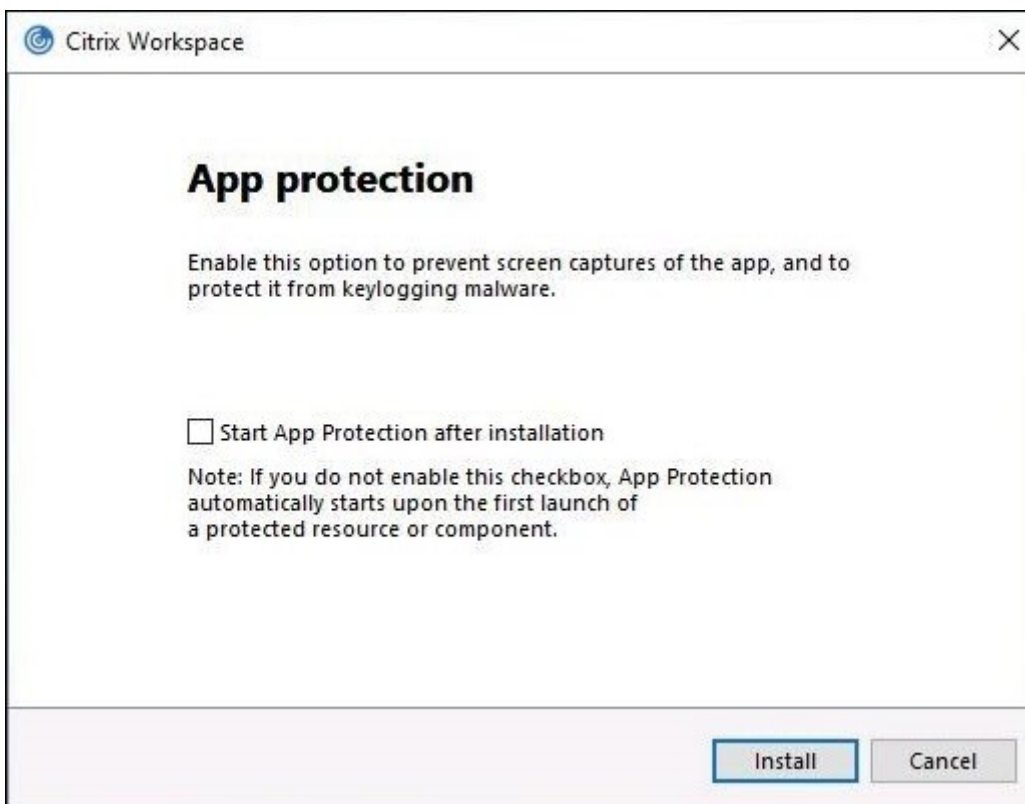 Citrix Workspace
App protection
Enable this option to prevent screen captures of the app, and to
protect it from keylogging malware.
Start App Protection after installation
Note: If you do not enable this checkbox, App Protection
automatically starts upon the first launch of
a protected resource or component.
Install
Cancel